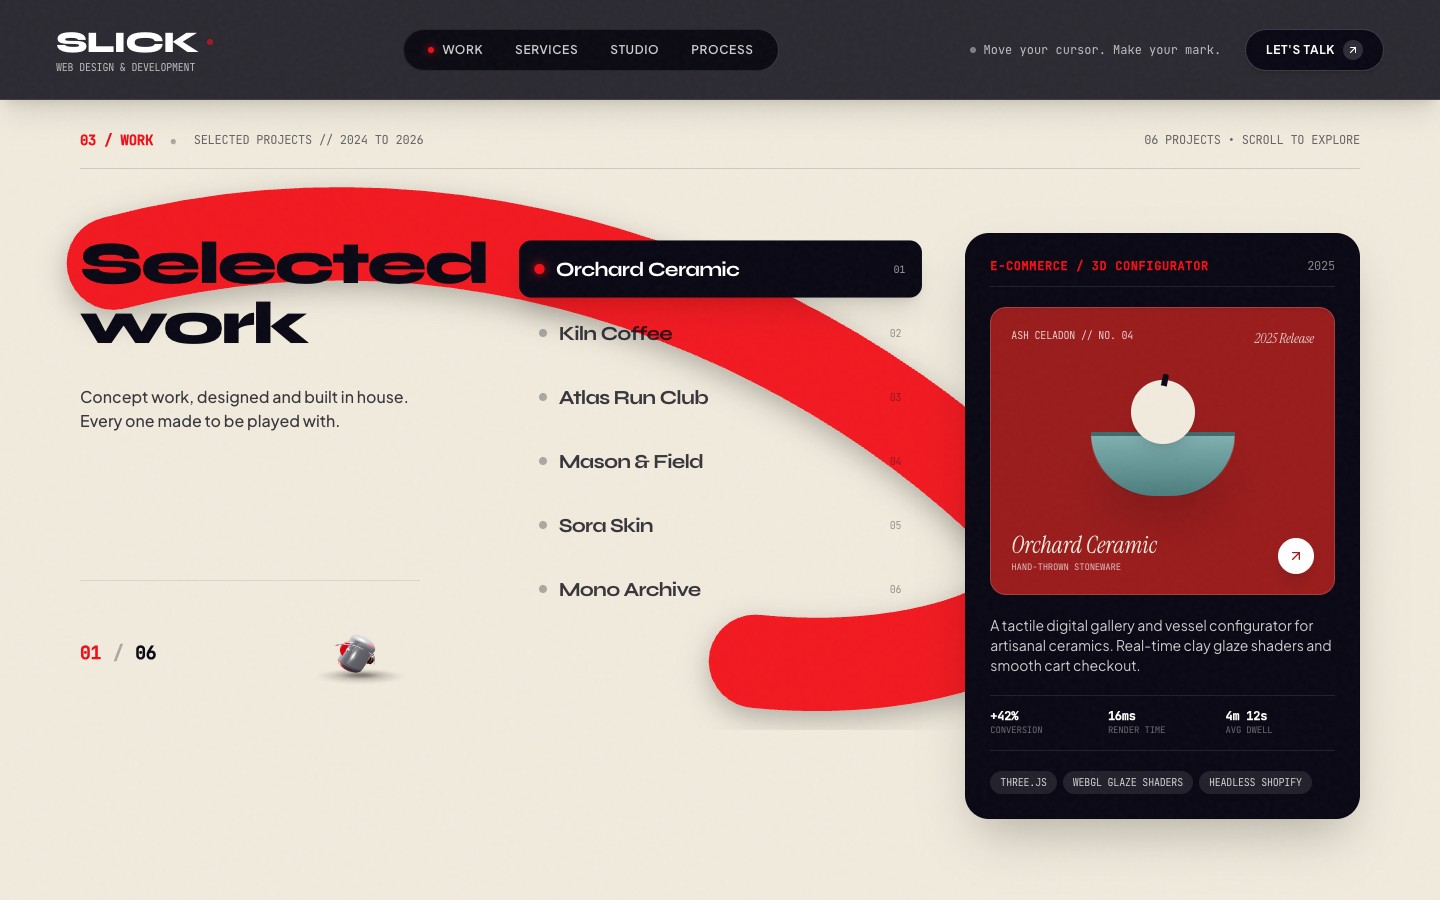 SLICK
WEB DESIGN & DEVELOPMENT
WORK
SERVICES
STUDIO
PROCESS
Move your cursor. Make your mark.
LET'S TALK
03 / WORK
SELECTED PROJECTS // 2024 TO 2026
06 PROJECTS • SCROLL TO EXPLORE
Selected
work
Concept work, designed and built in house.
Every one made to be played with.
01 / 06
Orchard Ceramic 01
Kiln Coffee 02
Atlas Run Club 03
Mason & Field 04
Sora Skin 05
Mono Archive 06
E-COMMERCE / 3D CONFIGURATOR 2025
ASH CELADON // NO. 04
2025 Release
Orchard Ceramic
HAND-THROWN STONEWARE
A tactile digital gallery and vessel configurator for
artisanal ceramics. Real-time clay glaze shaders and
smooth cart checkout.
+42% 16ms 4m 12s
CONVERSION RENDER TIME AVG DWELL
THREE.JS WEBGL GLAZE SHADERS HEADLESS SHOPIFY